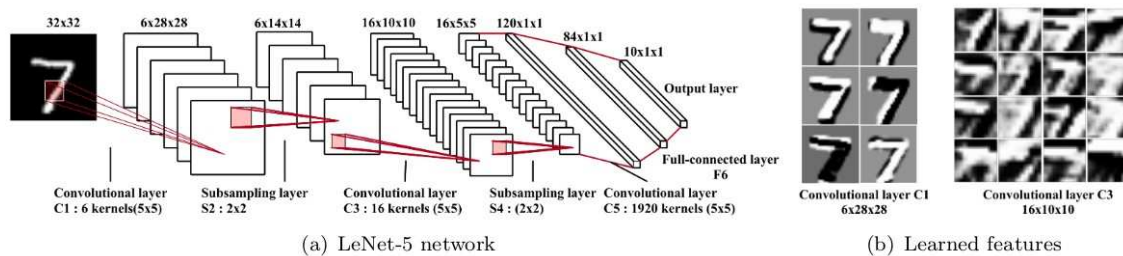 32x32
6x28x28
6x14x14
16x10x10
16x5x5
120x1x1
84x1x1
10x1x1
Output layer
Full-connected layer
F6
Convolutional layer
C1 : 6 kernels(5x5)
Subsampling layer
S2 : 2x2
Convolutional layer
C3 : 16 kernels (5x5)
Subsampling layer
S4 : (2x2)
Convolutional layer
C5 : 1920 kernels (5x5)
(a) LeNet-5 network
Convolutional layer C1
6x28x28
Convolutional layer C3
16x10x10
(b) Learned features